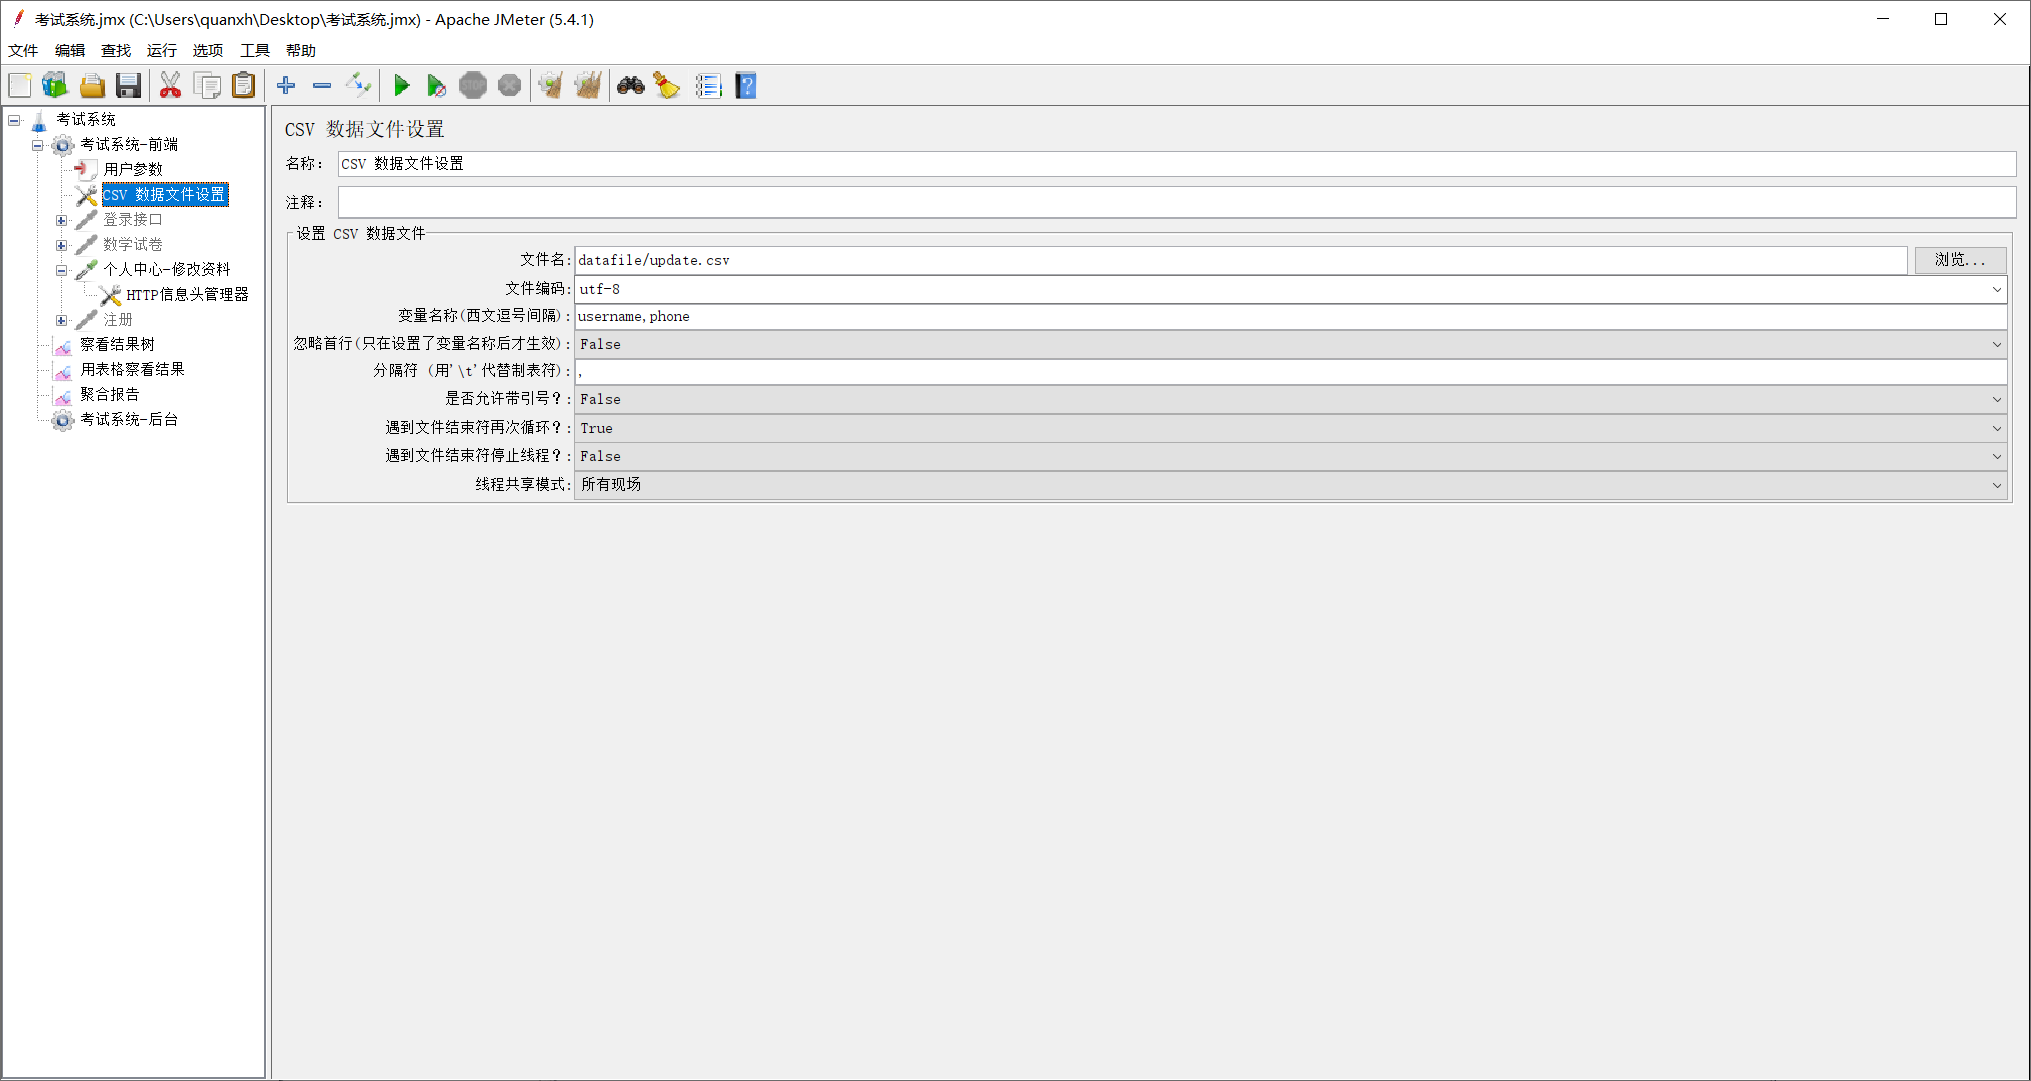 考试系统.jmx (C:\Users\quanxh\Desktop\考试系统.jmx) - Apache JMeter (5.4.1)
文件 编辑 查找 运行 选项 工具 帮助
STOP
考试系统
考试系统-前端
用户参数
CSV 数据文件设置
登录接口
数学试卷
个人中心-修改资料
HTTP信息头管理器
注册
察看结果树
用表格察看结果
聚合报告
考试系统-后台
CSV 数据文件设置
名称： CSV 数据文件设置
注释：
设置 CSV 数据文件
文件名: datafile/update.csv 浏览...
文件编码: utf-8
变量名称(西文逗号间隔): username,phone
忽略首行(只在设置了变量名称后才生效): False
分隔符 (用'\t'代替制表符): ,
是否允许带引号？: False
遇到文件结束符再次循环？: True
遇到文件结束符停止线程？: False
线程共享模式: 所有现场